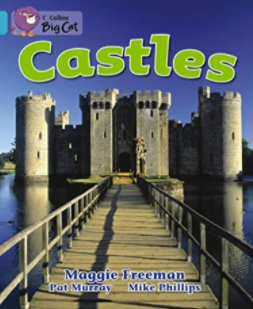 Collins
Big Cat
Castles
Maggie Freeman
Pat Murray Mike Phillips